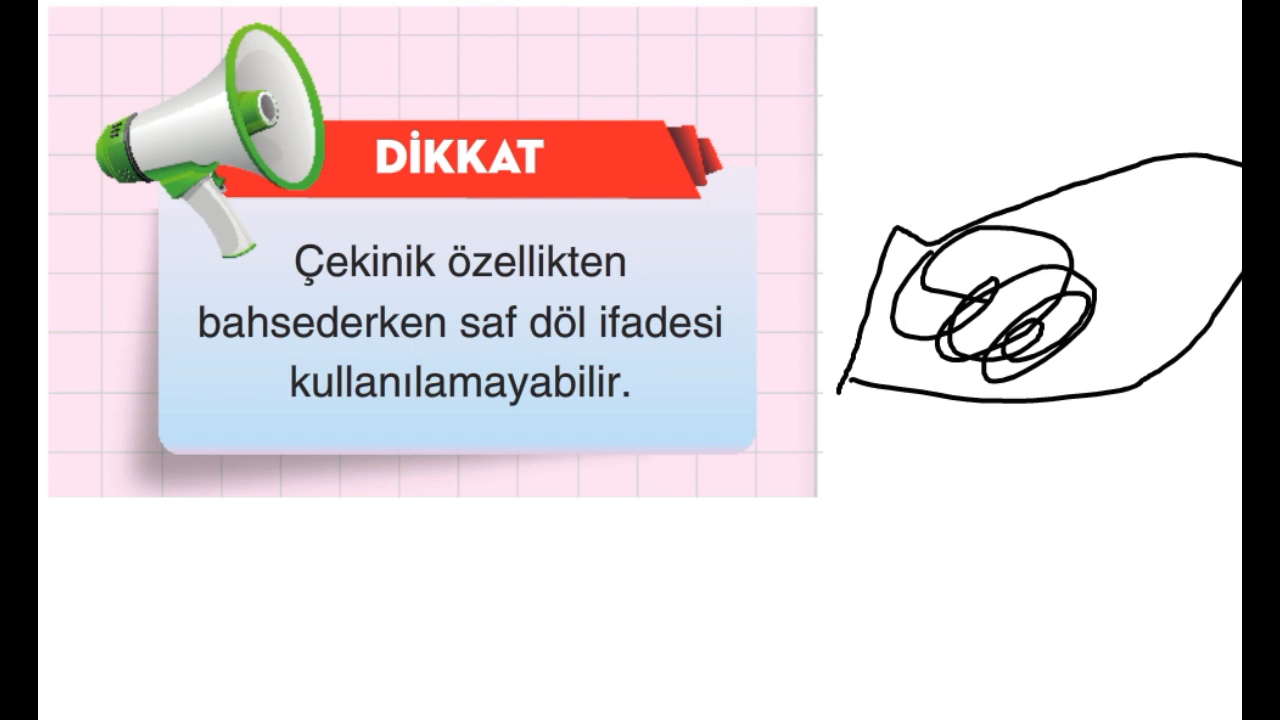 DİKKAT
Çekinik özellikten
bahsederken saf döl ifadesi
kullanılamayabilir.